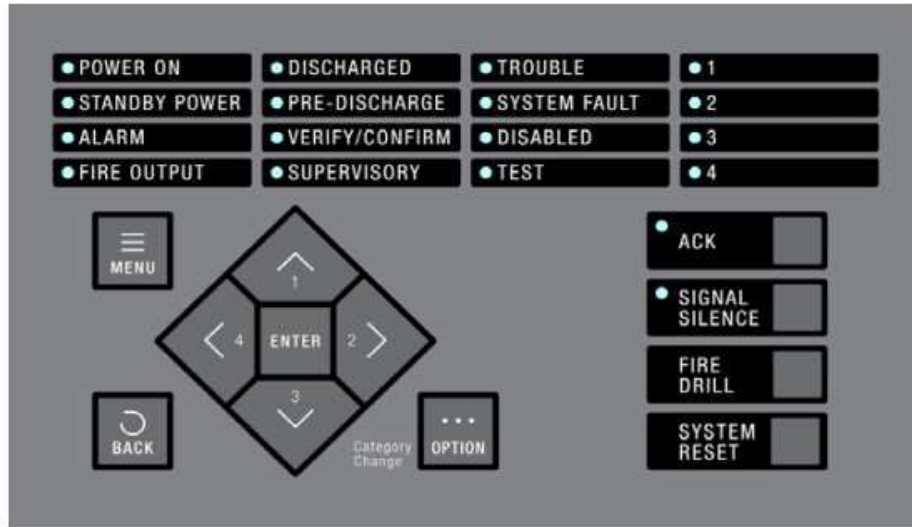 POWER ON
DISCHARGED
TROUBLE
1
STANDBY POWER
PRE-DISCHARGE
SYSTEM FAULT
2
ALARM
VERIFY/CONFIRM
DISABLED
3
FIRE OUTPUT
SUPERVISORY
TEST
4
MENU
1
4
ENTER
2
3
BACK
Category
Change
OPTION
ACK
SIGNAL
SILENCE
FIRE
DRILL
SYSTEM
RESET